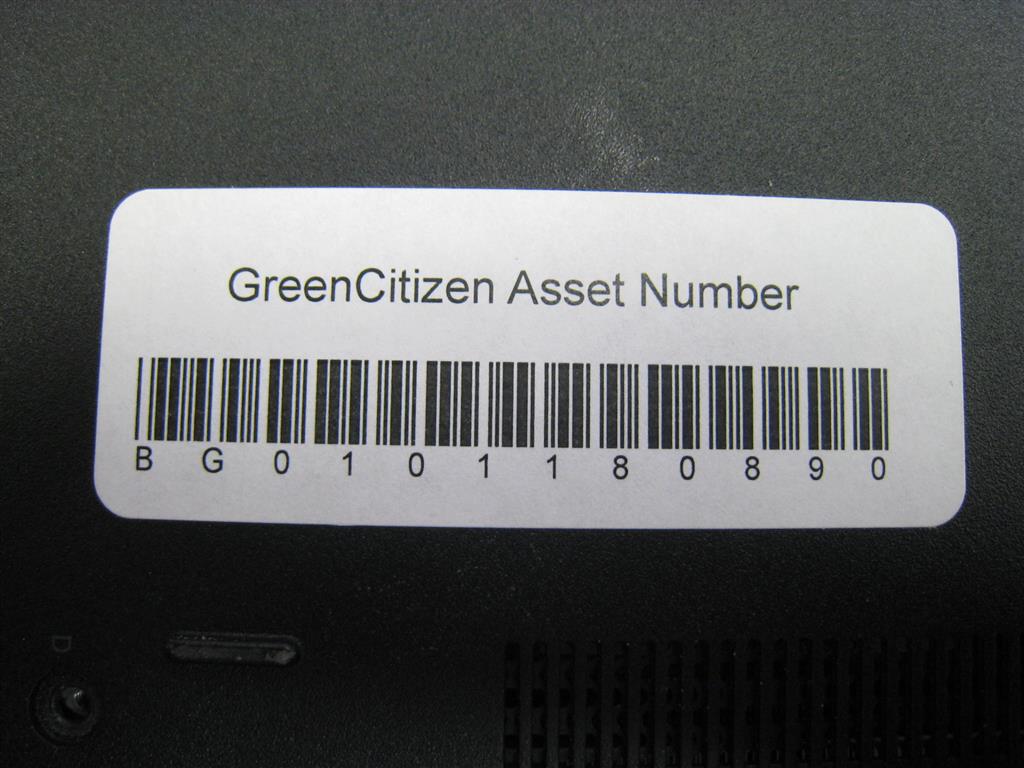 GreenCitizen Asset Number
B G 0 1 0 1 1 8 0 8 9 0
D